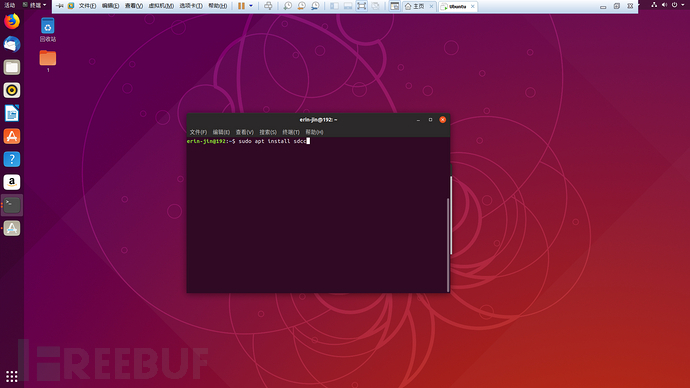 活动
终端
文件(F) 编辑(E) 查看(V) 虚拟机(M) 选项卡(T) 帮助(H)
主页
Ubuntu
回收站
1
erin-jin@192: ~
文件(F) 编辑(E) 查看(V) 搜索(S) 终端(T) 帮助(H)
erin-jin@192:~$ sudo apt install sdcc
FREEBUF